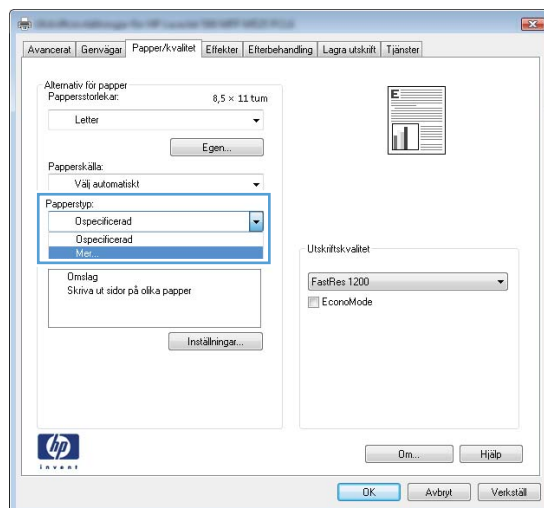 Avancerat Genvägar Papper/kvalitet Effekter Efterbehandling Lagra utskrift Tjänster
Alternativ för papper
Pappersstorlekar: 8,5 × 11 tum
Letter
Egen...
Papperskälla:
Välj automatiskt
Papperstyp:
Ospecificerad
Ospecificerad
Mer...
Omslag
Skriva ut sidor på olika papper
Inställningar...
E
Utskriftskvalitet
FastRes 1200
EconoMode
hp
invent
Om... Hjälp
OK Avbryt Verkställ